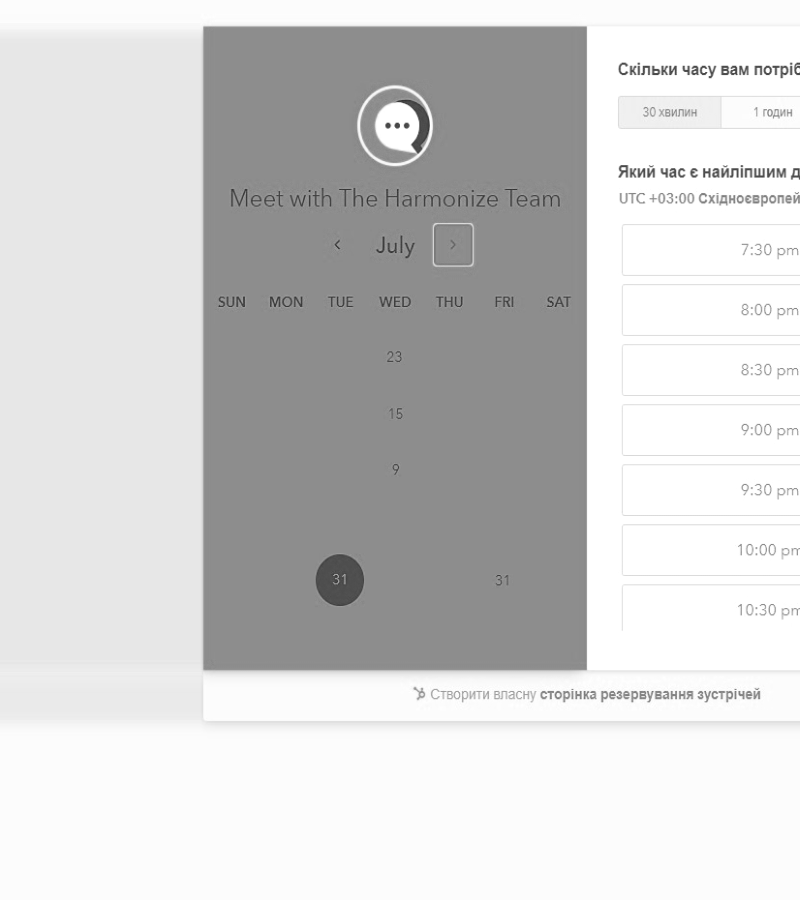 Meet with The Harmonize Team
July
SUN MON TUE WED THU FRI SAT
23
15
9
31 31
Скільки часу вам потріб
30 хвилин 1 годин
Який час є найліпшим д
UTC +03:00 Східноєвропей
7:30 pm
8:00 pm
8:30 pm
9:00 pm
9:30 pm
10:00 pm
10:30 pm
Створити власну сторінка резервування зустрічей